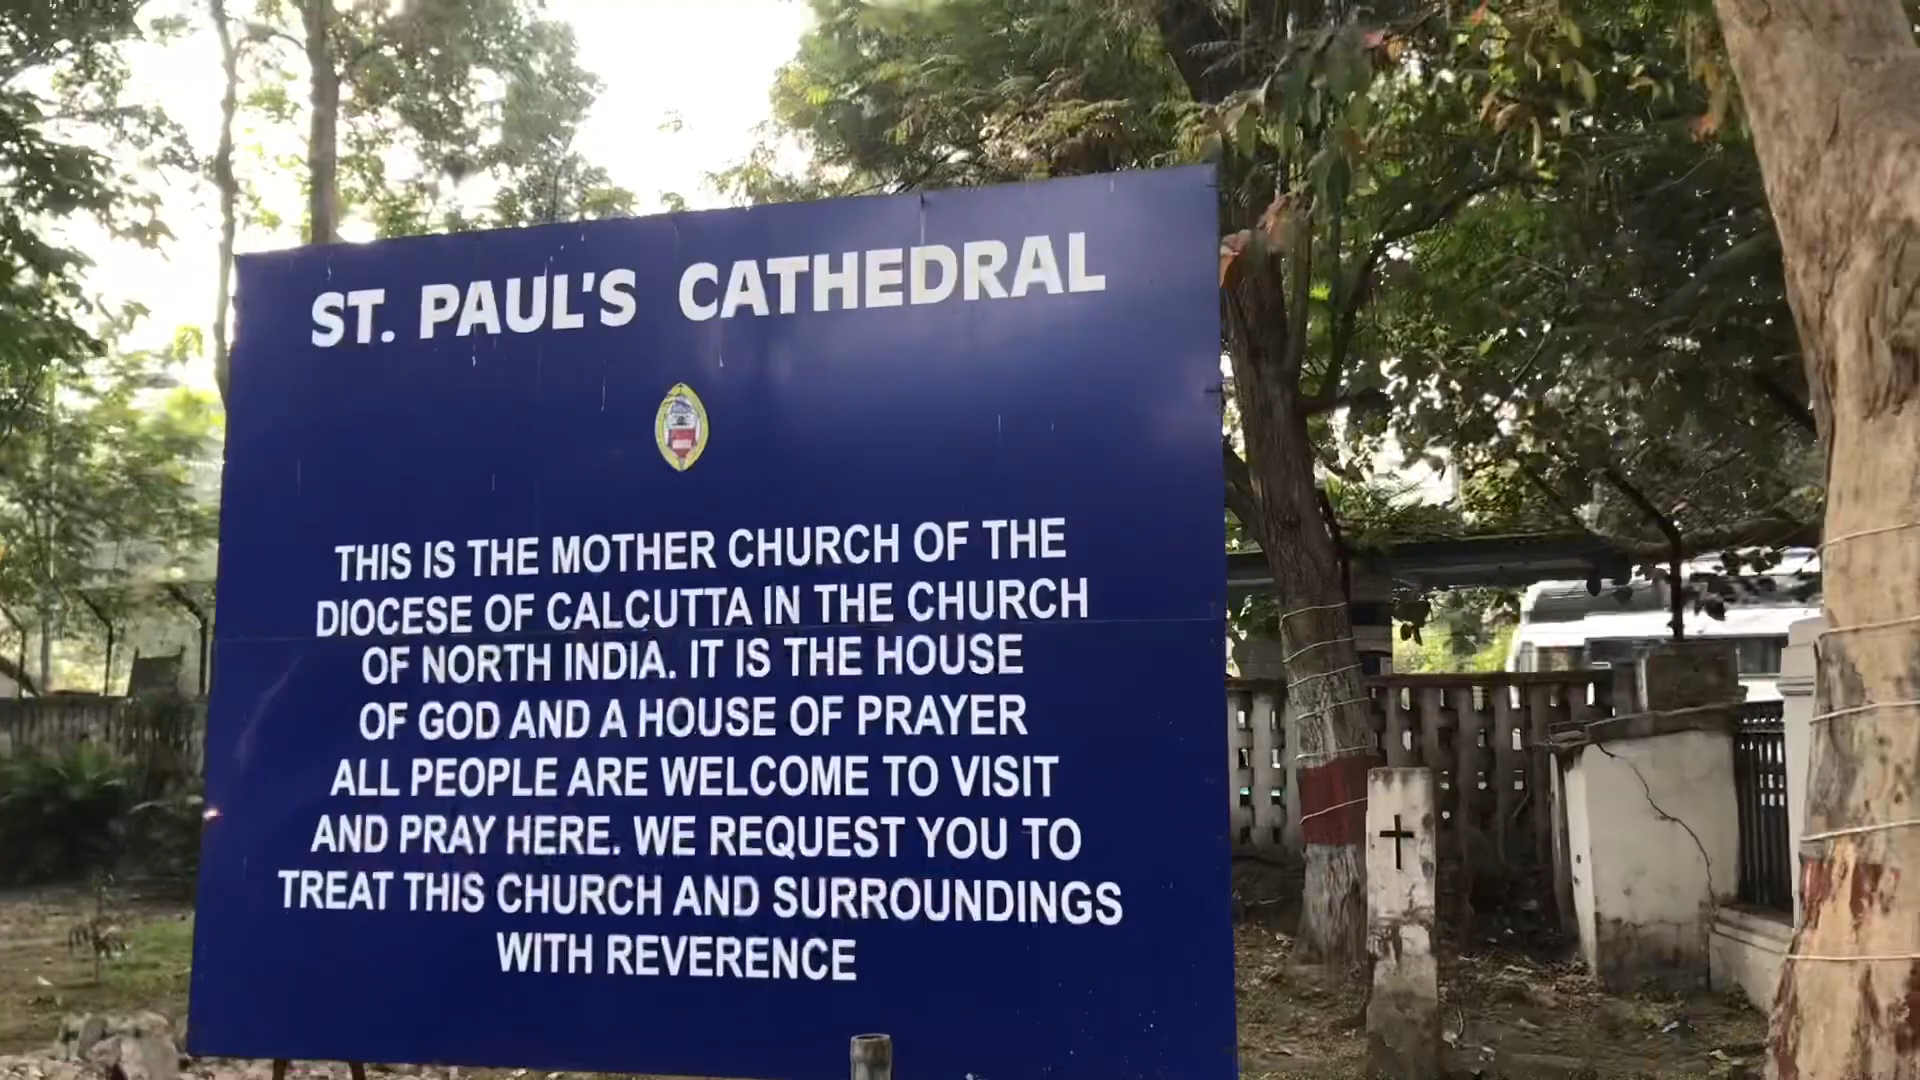 ST. PAUL'S CATHEDRAL
THIS IS THE MOTHER CHURCH OF THE
DIOCESE OF CALCUTTA IN THE CHURCH
OF NORTH INDIA. IT IS THE HOUSE
OF GOD AND A HOUSE OF PRAYER
ALL PEOPLE ARE WELCOME TO VISIT
AND PRAY HERE. WE REQUEST YOU TO
TREAT THIS CHURCH AND SURROUNDINGS
WITH REVERENCE